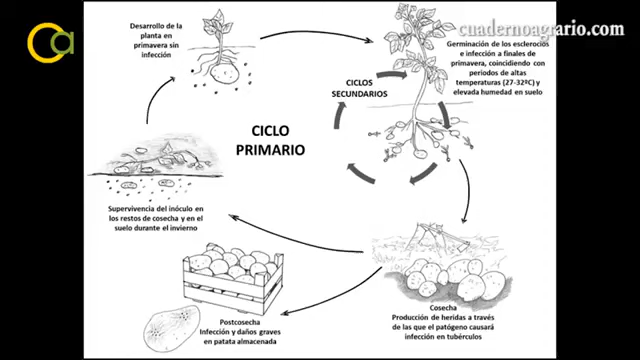 cuadernoagrario.com
Ca
Desarrollo de la
planta en
primavera sin
infección
Germinación de los esclerocios
e infección a finales de
primavera, coincidiendo con
periodos de altas
temperaturas (27-32ºC) y
elevada humedad en suelo
CICLOS
SECUNDARIOS
CICLO
PRIMARIO
Supervivencia del inóculo en
los restos de cosecha y en el
suelo durante el invierno
Cosecha
Producción de heridas a través
de las que el patógeno causará
infección en tubérculos
Postcosecha
Infección y daños graves
en patata almacenada